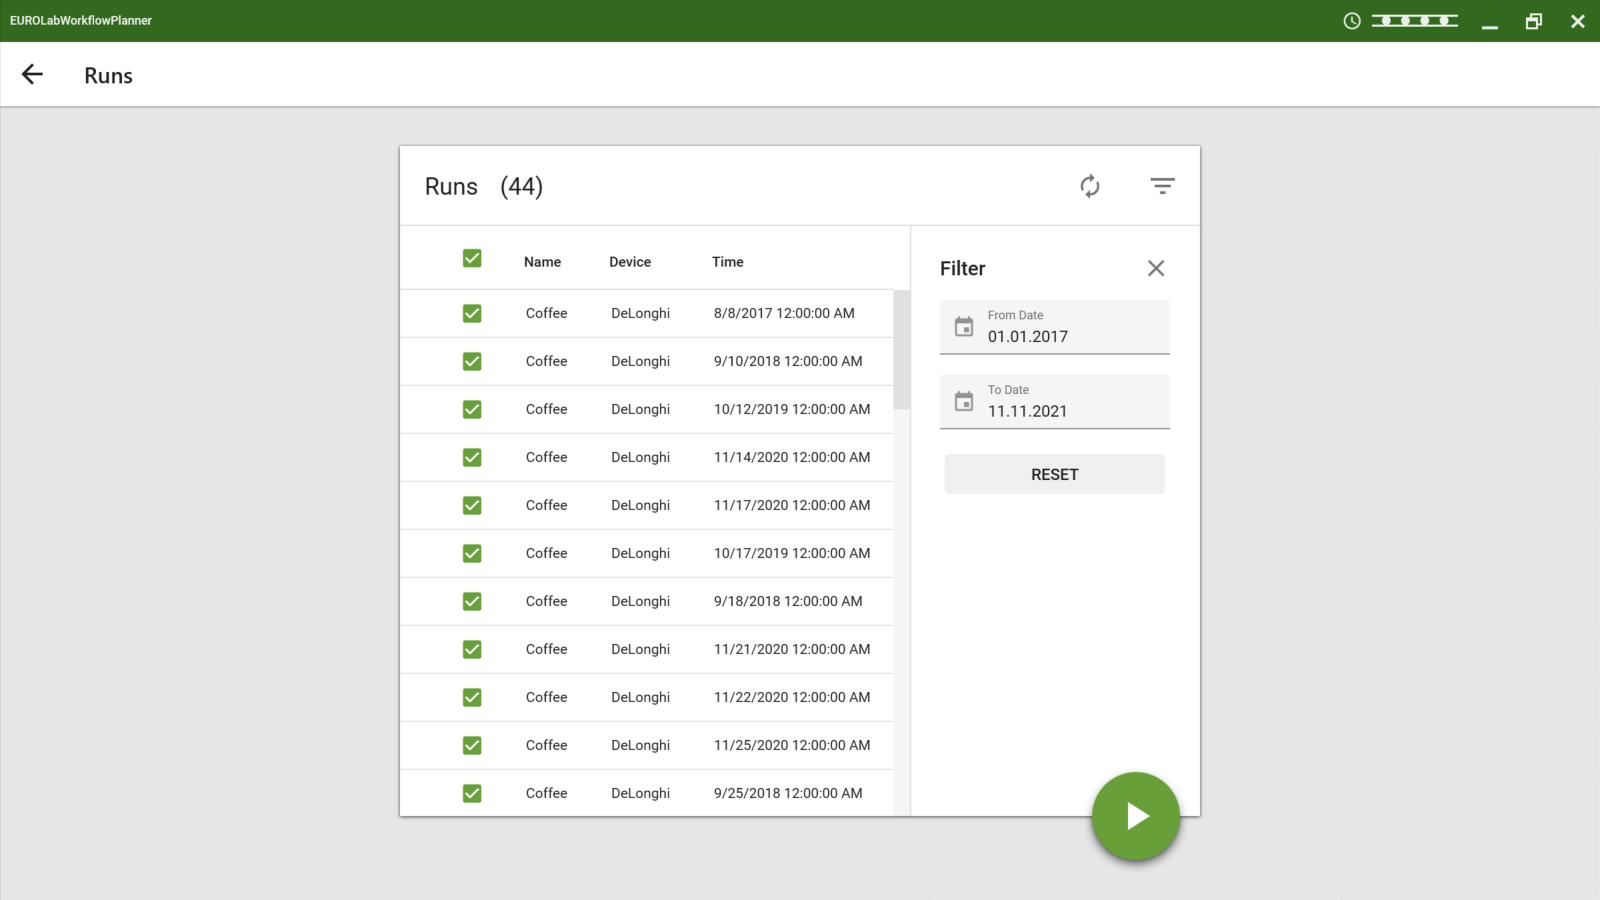 EUROLabWorkflowPlanner
Runs
Runs (44)
Name Device Time
Coffee DeLonghi 8/8/2017 12:00:00 AM
Coffee DeLonghi 9/10/2018 12:00:00 AM
Coffee DeLonghi 10/12/2019 12:00:00 AM
Coffee DeLonghi 11/14/2020 12:00:00 AM
Coffee DeLonghi 11/17/2020 12:00:00 AM
Coffee DeLonghi 10/17/2019 12:00:00 AM
Coffee DeLonghi 9/18/2018 12:00:00 AM
Coffee DeLonghi 11/21/2020 12:00:00 AM
Coffee DeLonghi 11/22/2020 12:00:00 AM
Coffee DeLonghi 11/25/2020 12:00:00 AM
Coffee DeLonghi 9/25/2018 12:00:00 AM
Filter
From Date
01.01.2017
To Date
11.11.2021
RESET